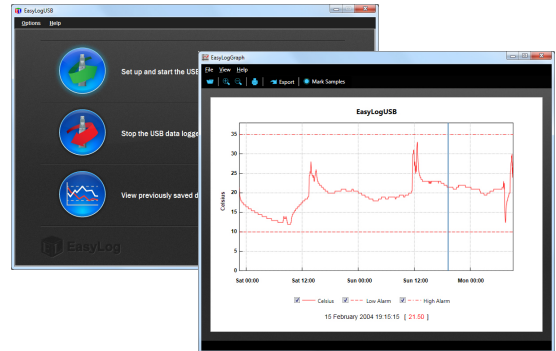 EasyLogUSB
Options Help
Set up and start the USB
Stop the USB data logge
View previously saved d
EasyLog
EasyLogGraph
File View Help
Export Mark Samples
EasyLogUSB
Celsius
35
30
25
20
15
10
5
0
Sat 00:00 Sat 12:00 Sun 00:00 Sun 12:00 Mon 00:00
Celsius Low Alarm High Alarm
15 February 2004 19:15:15 [ 21.50 ]